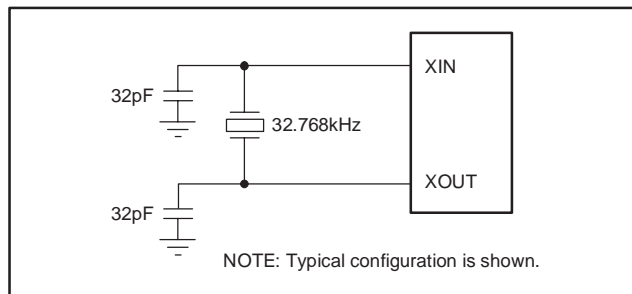 XIN
32pF
32.768kHz
XOUT
32pF
NOTE: Typical configuration is shown.